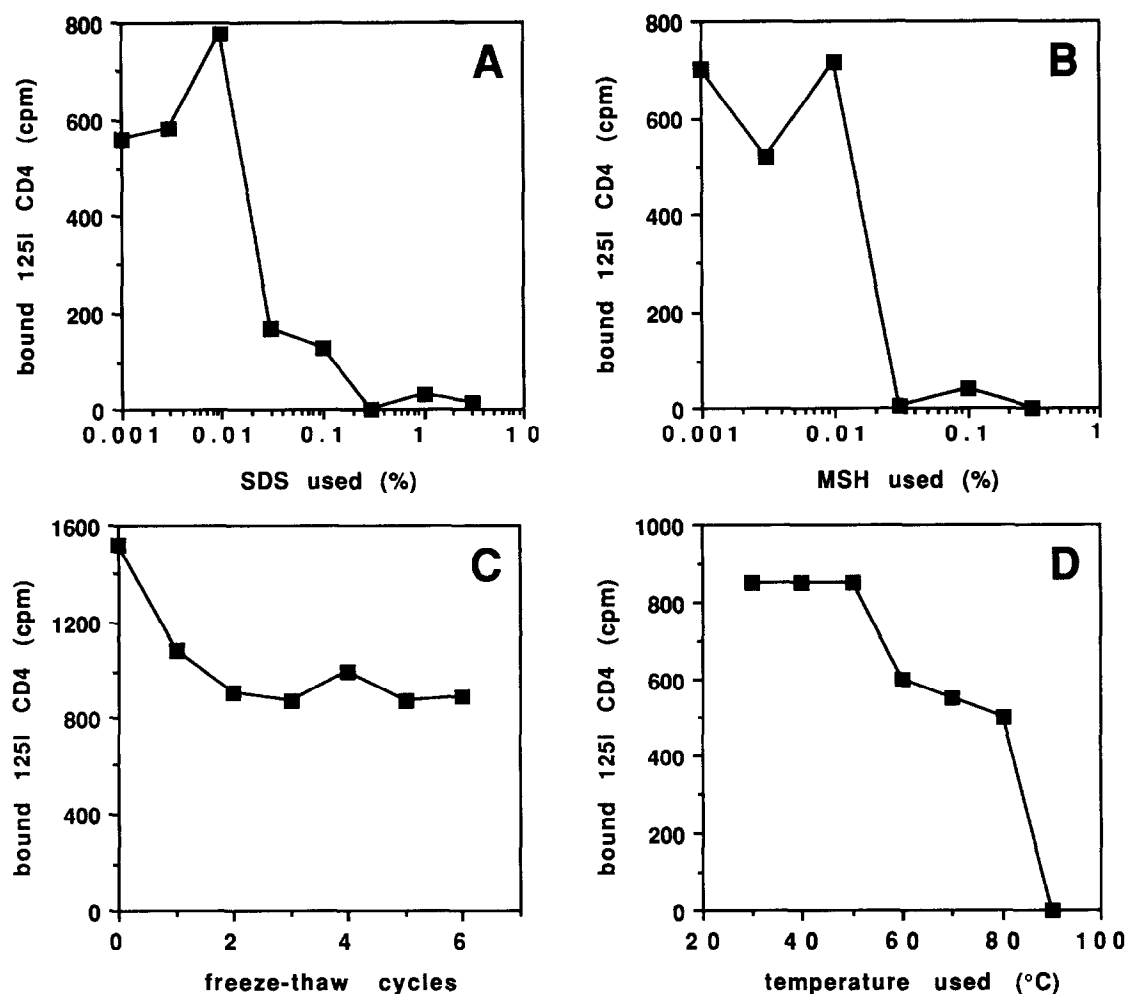 A
bound 125I CD4 (cpm)
800
600
400
200
0
0.001 0.01 0.1 1 10
SDS used (%)
B
bound 125I CD4 (cpm)
800
600
400
200
0
0.001 0.01 0.1 1
MSH used (%)
C
bound 125I CD4 (cpm)
1600
1200
800
400
0
0 2 4 6
freeze-thaw cycles
D
bound 125I CD4 (cpm)
1000
800
600
400
200
0
20 40 60 80 100
temperature used (°C)